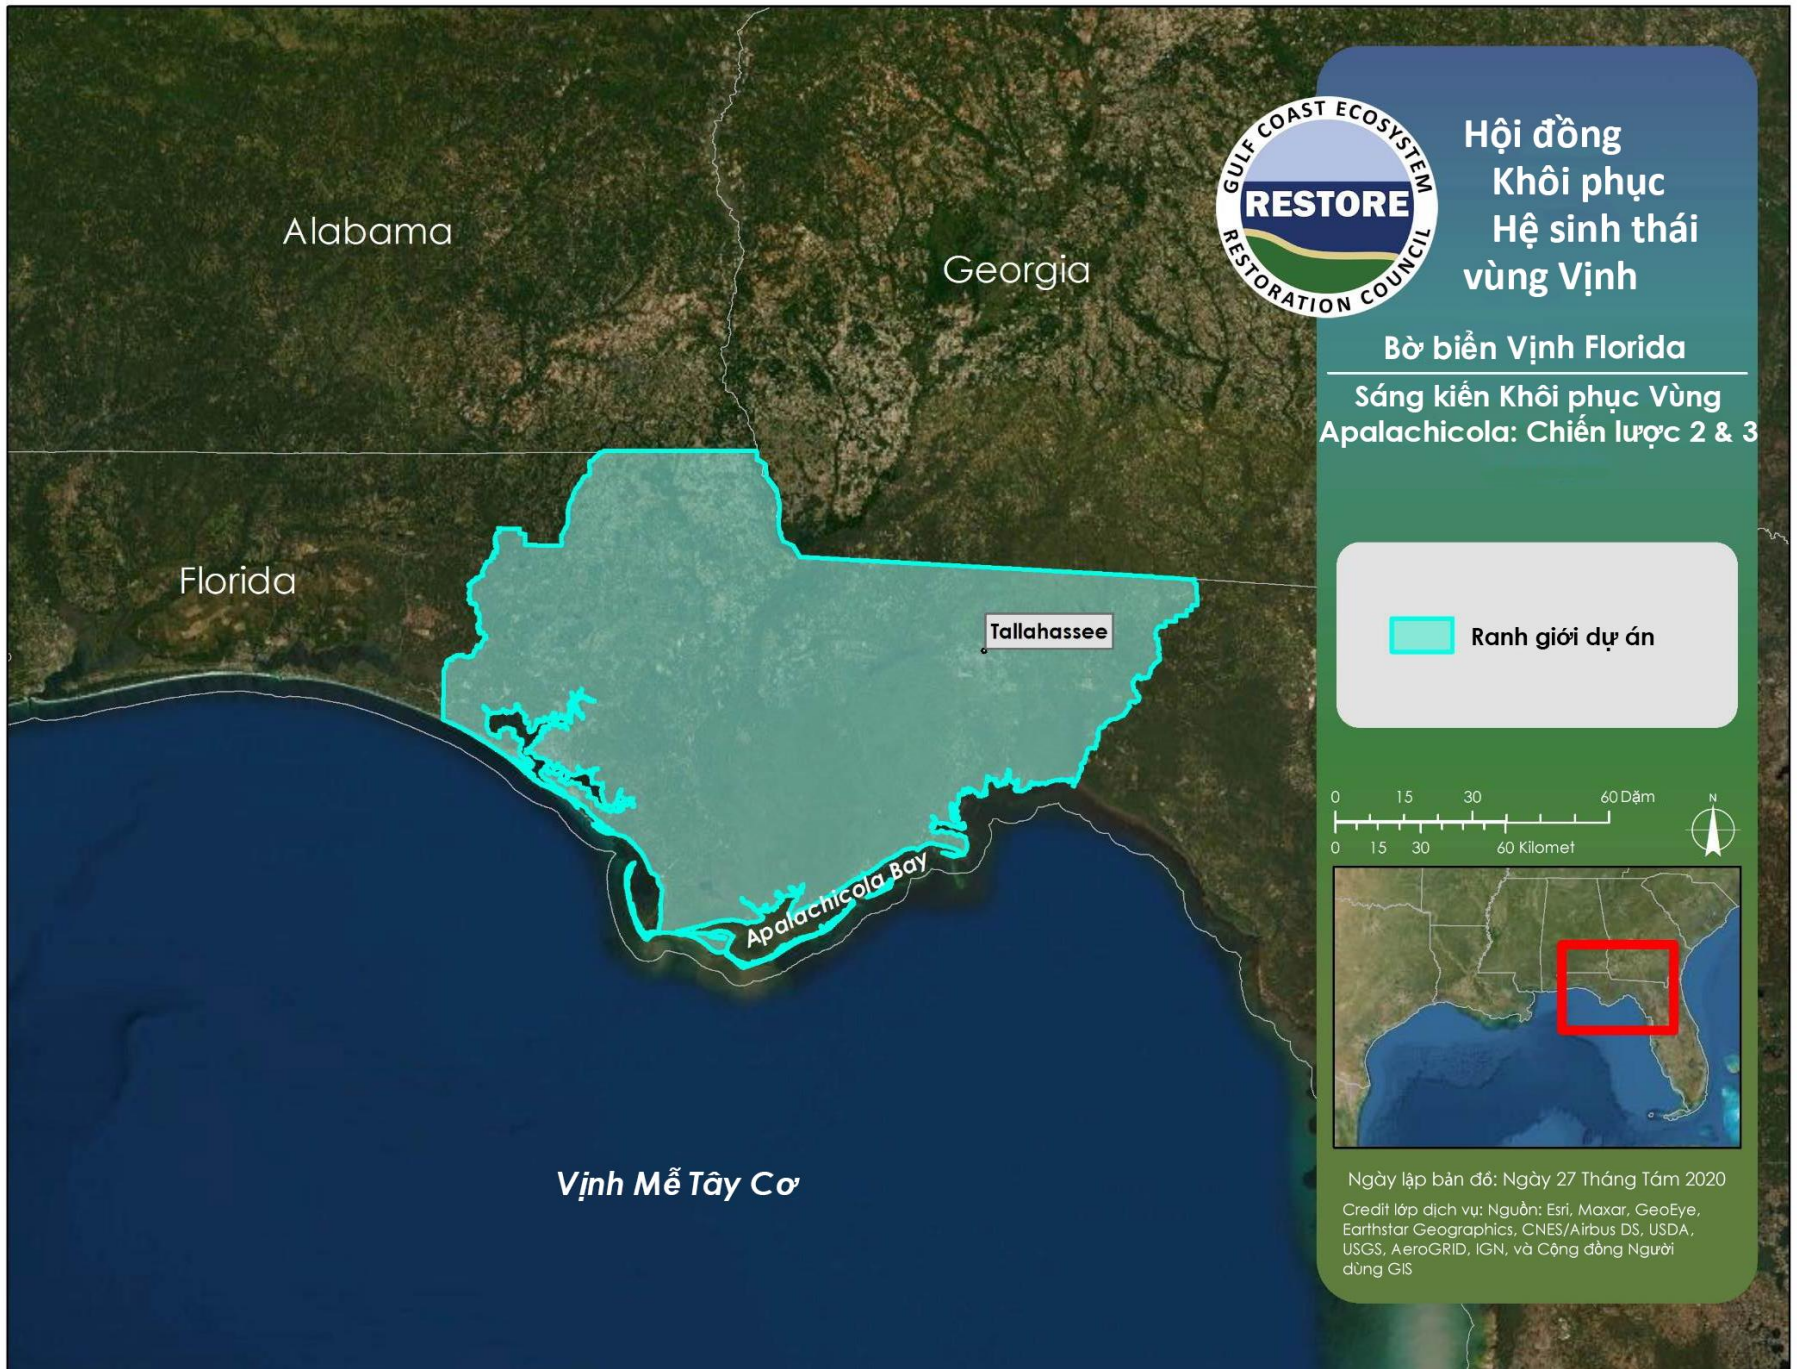 Alabama
Georgia
Florida
Tallahassee
Apalachicola Bay
Vịnh Mễ Tây Cơ
GULF COAST ECOSYSTEM
RESTORE
RESTORATION COUNCIL
Hội đồng
Khôi phục
Hệ sinh thái
vùng Vịnh
Bờ biển Vịnh Florida
Sáng kiến Khôi phục Vùng
Apalachicola: Chiến lược 2 & 3
Ranh giới dự án
0 15 30 60 Dặm
0 15 30 60 Kilomet
N
Ngày lập bản đồ: Ngày 27 Tháng Tám 2020
Credit lớp dịch vụ: Nguồn: Esri, Maxar, GeoEye,
Earthstar Geographics, CNES/Airbus DS, USDA,
USGS, AeroGRID, IGN, và Cộng đồng Người
dùng GIS